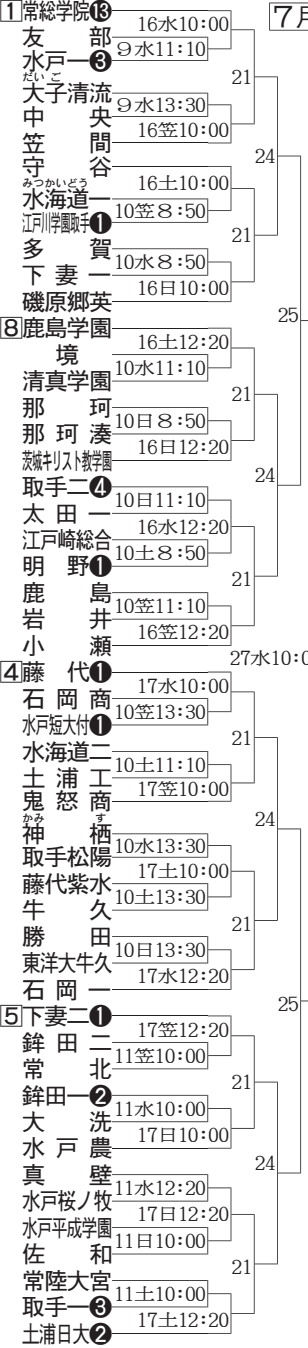 7月
1 常総学院⓭
16水10:00
友部
9水11:10
水戸一❸
21
だいご
大子清流
9水13:30
中央
16笠10:00
笠間
24
守谷
16土10:00
みつかいどう
水海道一
10笠8:50
江戸川学園取手❶
21
多賀
10水8:50
下妻一
16日10:00
磯原郷英
25
8 鹿島学園
16土12:20
境
10水11:10
清真学園
21
那珂
10日8:50
那珂湊
16日12:20
茨城キリスト教学園
24
取手二❹
10日11:10
太田一
16水12:20
江戸崎総合
10土8:50
明野❶
21
鹿島
10笠11:10
岩井
16笠12:20
小瀬
27水10:0
4 藤代❶
17水10:00
石岡商
10笠13:30
水戸短大付❶
21
水海道二
10土11:10
土浦工
17笠10:00
鬼怒商
24
かみす
神栖
10水13:30
取手松陽
17土10:00
藤代紫水
10土13:30
牛久
21
勝田
10日13:30
東洋大牛久
17水12:20
石岡一
25
5 下妻二❶
17笠12:20
鉾田二
11笠10:00
常北
21
鉾田一❷
11水10:00
大洗
17日10:00
水戸農
24
真壁
11水12:20
水戸桜ノ牧
17日12:20
水戸平成学園
11日10:00
佐和
21
常陸大宮
11土10:00
取手一❸
17土12:20
土浦日大❷